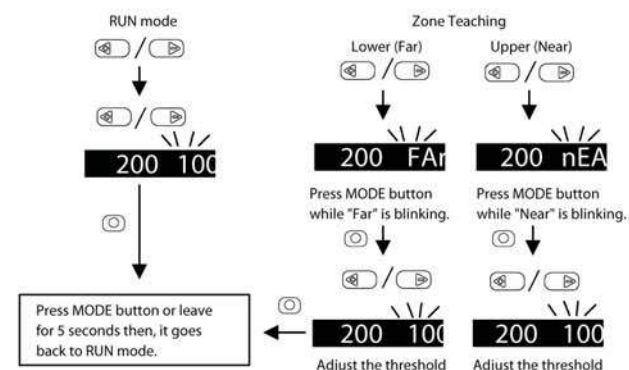 RUN mode
Zone Teaching
Lower (Far)
Upper (Near)
200 100
200 FAr
200 nEA
Press MODE button
while "Far" is blinking.
Press MODE button
while "Near" is blinking.
Press MODE button or leave
for 5 seconds then, it goes
back to RUN mode.
200 100
200 100
Adjust the threshold
Adjust the threshold